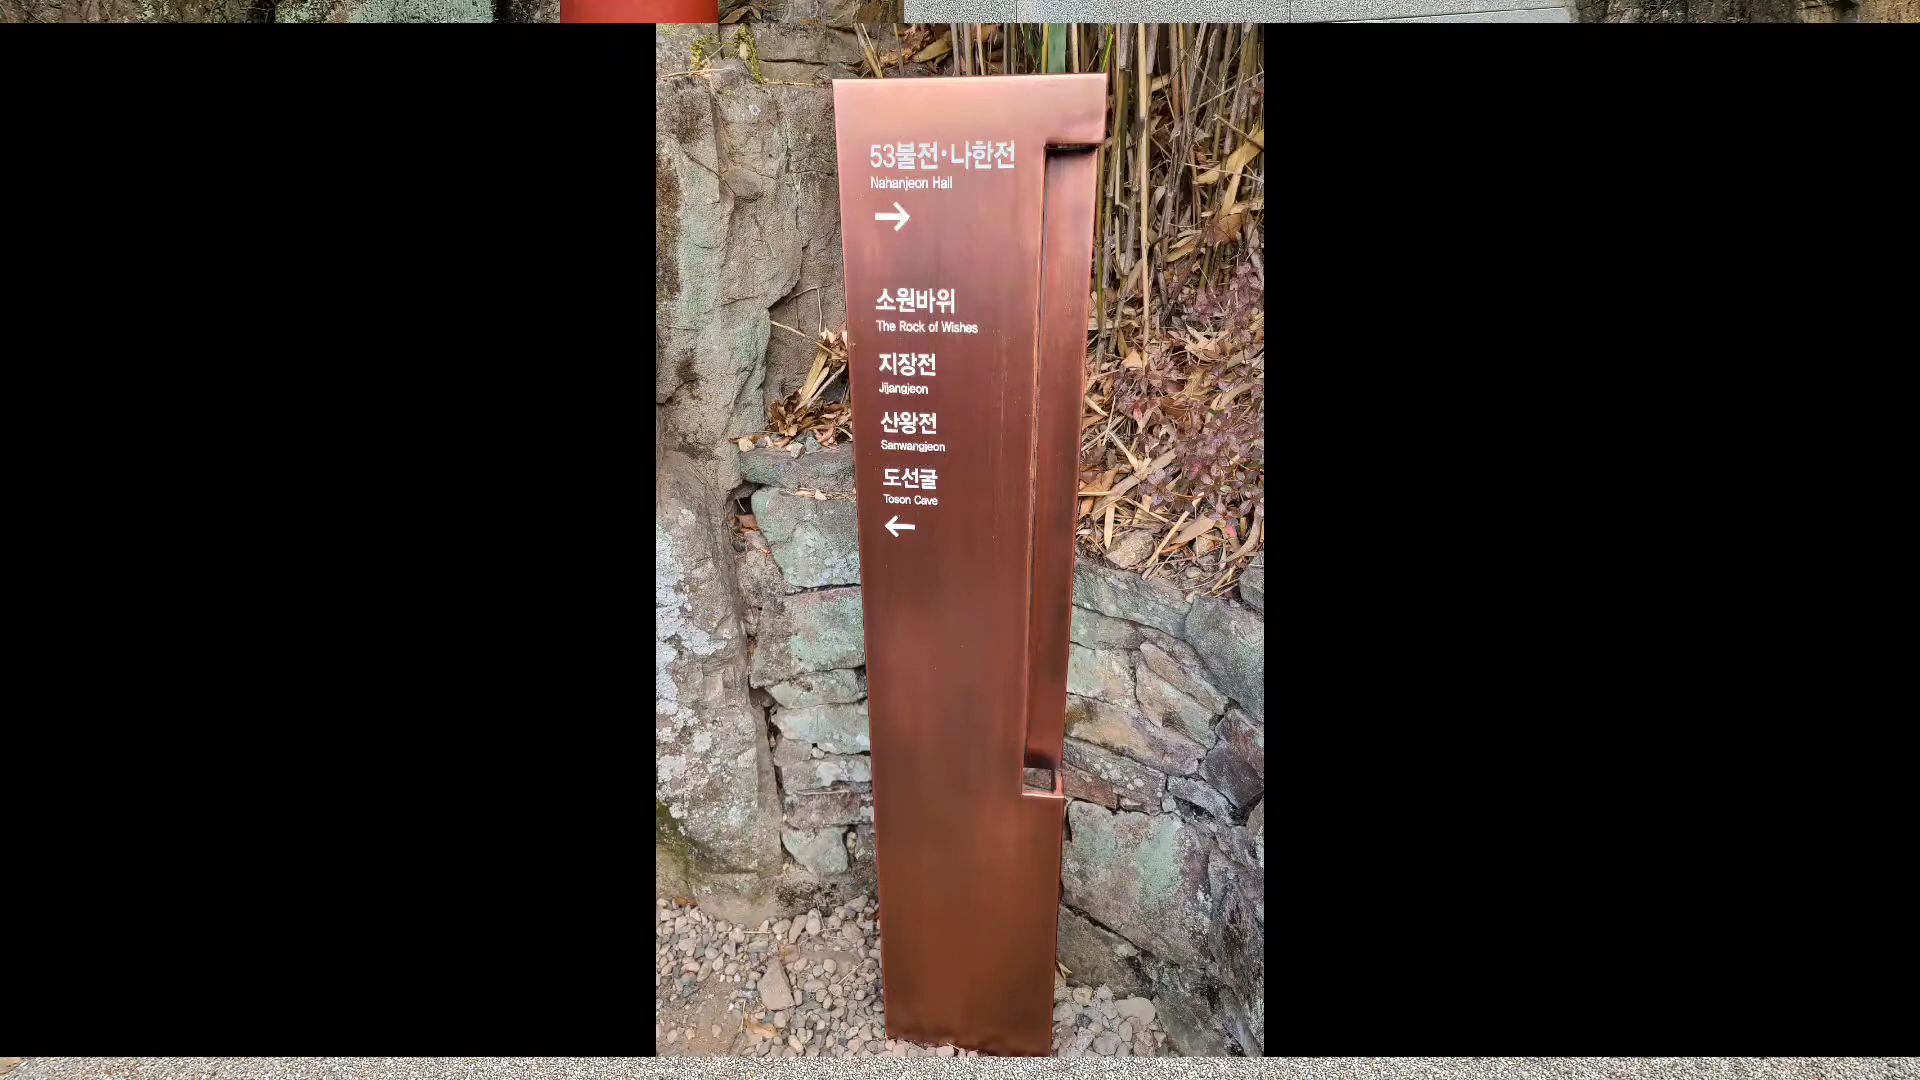 53불전·나한전
Nahanjeon Hall
→
소원바위
The Rock of Wishes
지장전
Jijangjeon
산왕전
Sanwangjeon
도선굴
Toson Cave
←